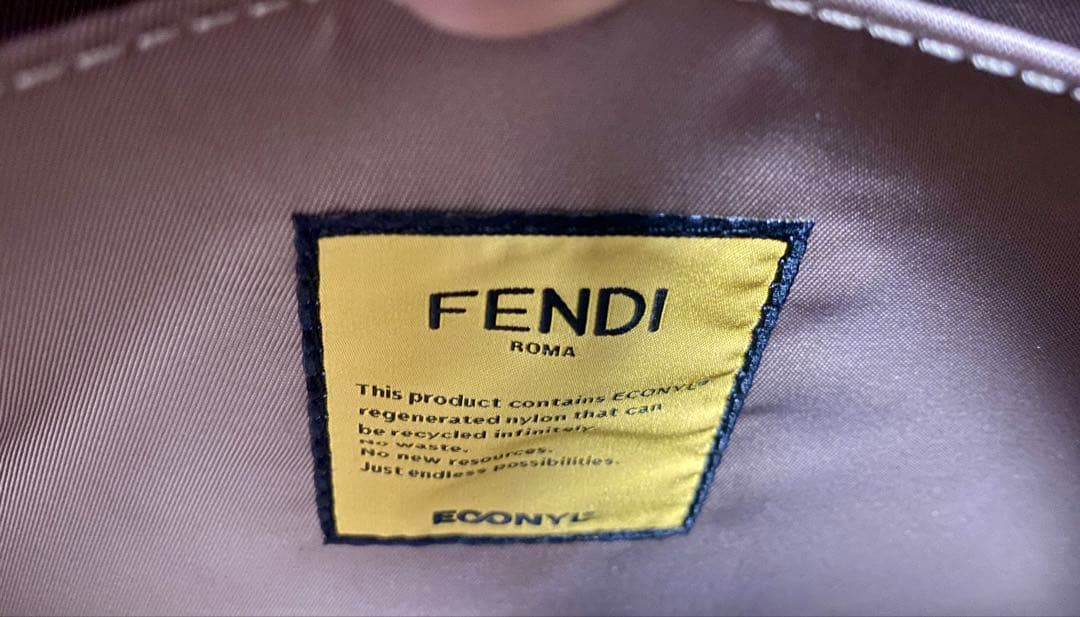 FENDI
ROMA
This product contains ECONYL®
regenerated nylon that can
be recycled infinitely.
No waste.
No new resources.
Just endless possibilities.
ECONYL®